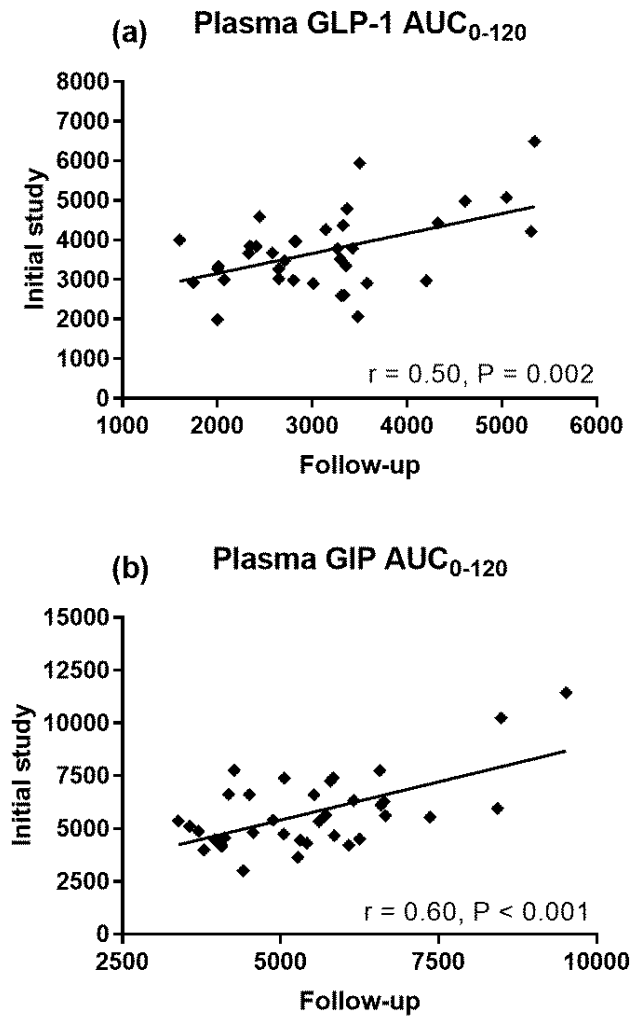 (a) Plasma GLP-1 AUC0-120
8000
7000
6000
5000
4000
3000
2000
1000
0
Initial study
r = 0.50, P = 0.002
1000 2000 3000 4000 5000 6000
Follow-up
(b) Plasma GIP AUC0-120
15000
12500
10000
7500
5000
2500
0
Initial study
r = 0.60, P < 0.001
2500 5000 7500 10000
Follow-up